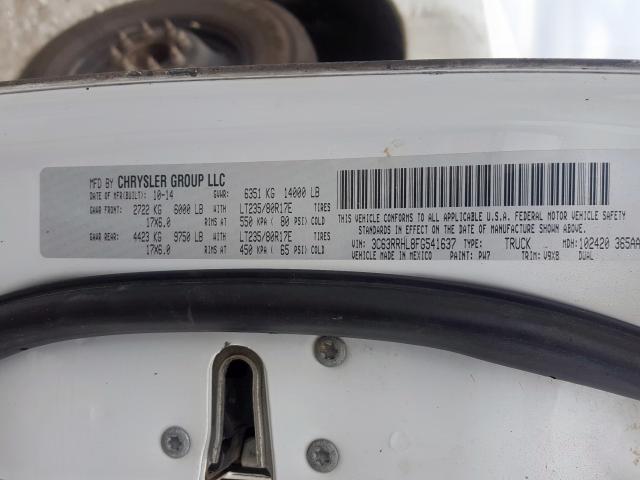 MFD BY CHRYSLER GROUP LLC
DATE OF MFR(BUILT): 10-14 GVWR: 6351 KG 14000 LB
GAWR FRONT: 2722 KG 6000 LB WITH LT235/80R17E TIRES
17X6.0 RIMS AT 550 KPA ( 80 PSI) COLD
GAWR REAR: 4423 KG 9750 LB WITH LT235/80R17E TIRES
17X6.0 RIMS AT 450 KPA ( 65 PSI) COLD
THIS VEHICLE CONFORMS TO ALL APPLICABLE U.S.A. FEDERAL MOTOR VEHICLE SAFETY
STANDARDS IN EFFECT ON THE DATE OF MANUFACTURE SHOWN ABOVE.
VIN: 3C63RRHL8FG541637 TYPE: TRUCK MDH: 102420 365AA
VEHICLE MADE IN MEXICO PAINT: PW7 TRIM: V9X8 DUAL